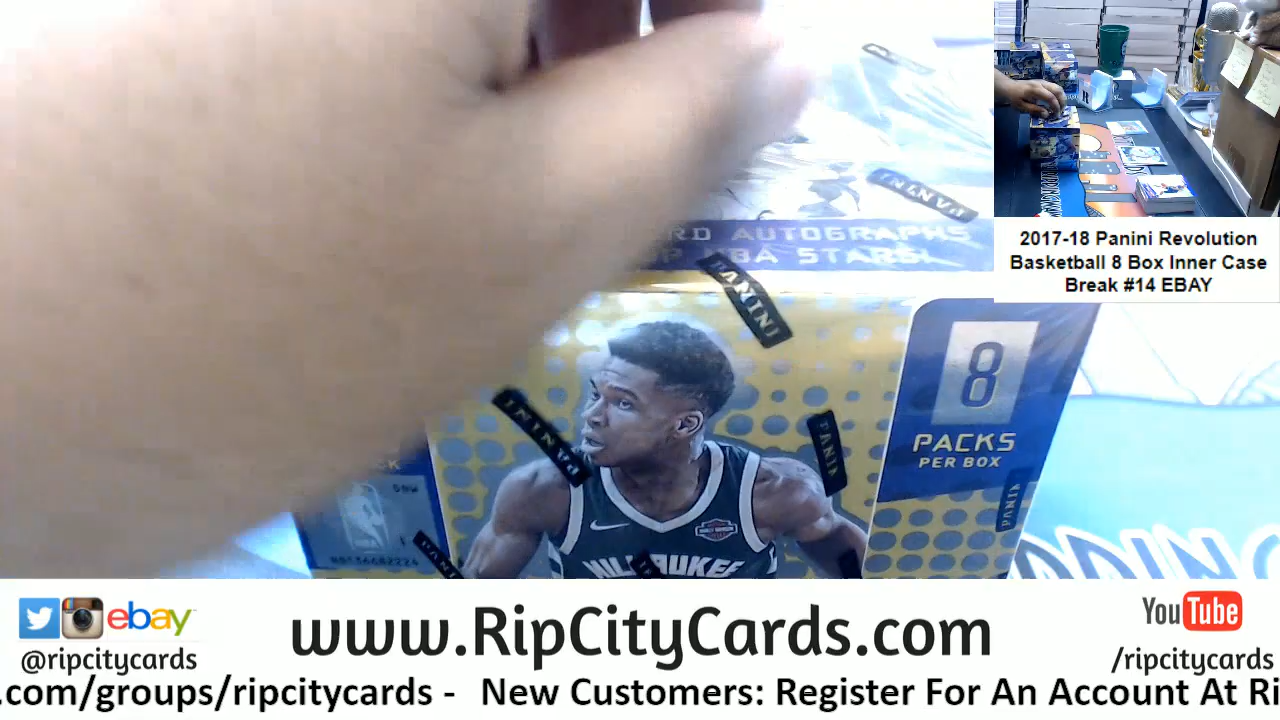 RD AUTOGRAPHS
P NBA STARS!
PANINI
PANINI
PANINI
PANINI
PANINI
8
PACKS
PER BOX
MILWAUKEE
2017-18 Panini Revolution
Basketball 8 Box Inner Case
Break #14 EBAY
ebay
@ripcitycards
www.RipCityCards.com
YouTube
/ripcitycards
.com/groups/ripcitycards - New Customers: Register For An Account At Ri